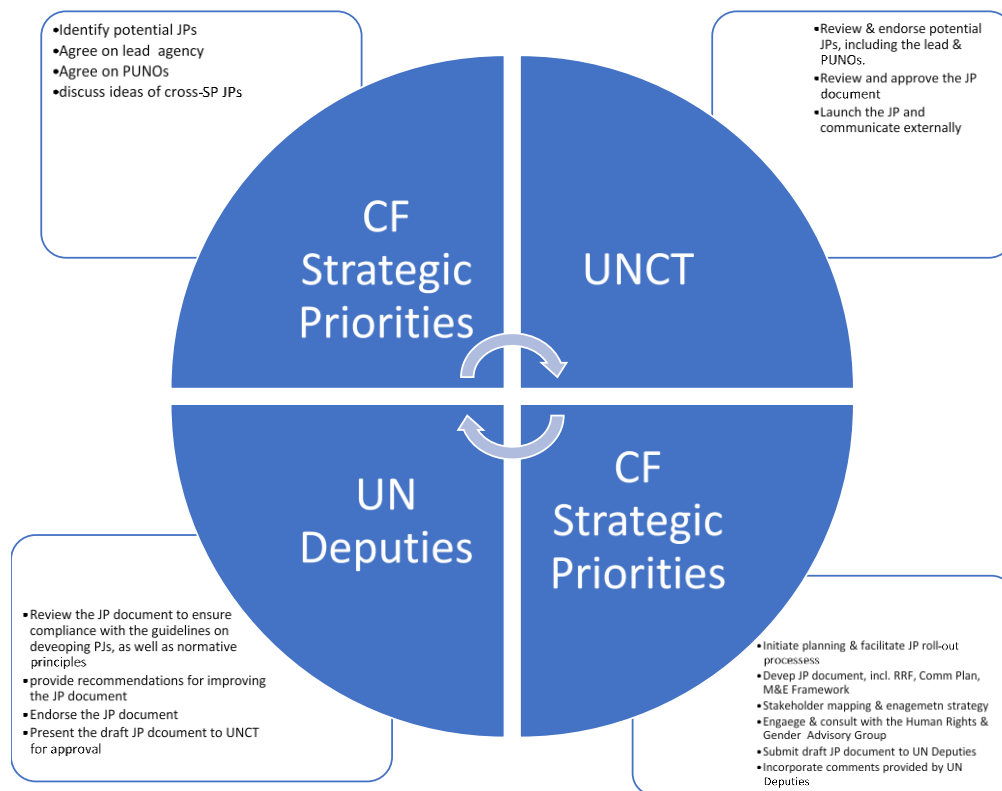 •Identify potential JPs
•Agree on lead agency
•Agree on PUNOs
•discuss ideas of cross-SP JPs
•Review & endorse potential
JPs, including the lead &
PUNOs.
•Review and approve the JP
document
•Launch the JP and
communicate externally
CF
Strategic
Priorities
UNCT
UN
Deputies
CF
Strategic
Priorities
•Review the JP document to ensure
compliance with the guidelines on
deveoping PJs, as well as normative
principles
•provide recommendations for improving
the JP document
•Endorse the JP document
•Present the draft JP dcoument to UNCT
for approval
•Initiate planning & facilitate JP roll-out
processess
•Devep JP document, incl. RRF, Comm Plan,
M&E Framework
•Stakeholder mapping & enagemetn strategy
•Engaege & consult with the Human Rights &
Gender Advisory Group
•Submit draft JP document to UN Deputies
•Incorporate comments provided by UN
Deputies